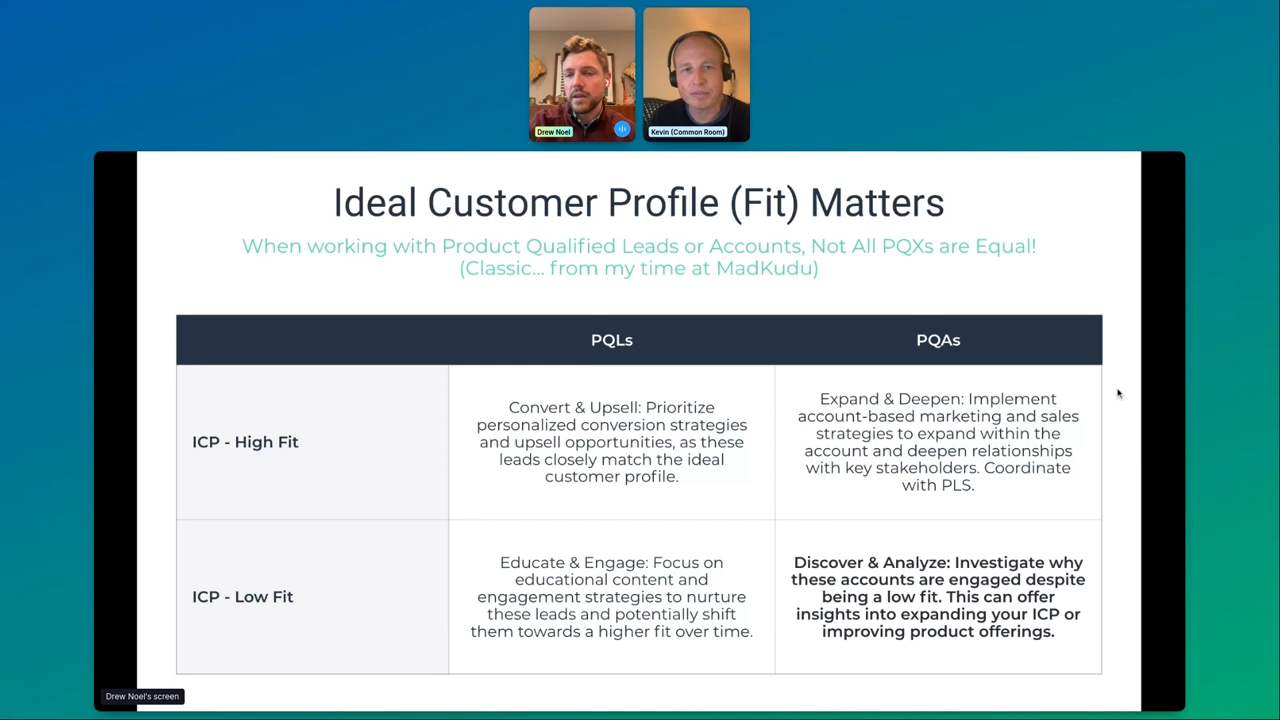 Drew Noel
Kevin (Common Room)
Ideal Customer Profile (Fit) Matters
When working with Product Qualified Leads or Accounts, Not All PQXs are Equal!
(Classic... from my time at MadKudu)
PQLs
PQAs
ICP - High Fit
Convert & Upsell: Prioritize
personalized conversion strategies
and upsell opportunities, as these
leads closely match the ideal
customer profile.
Expand & Deepen: Implement
account-based marketing and sales
strategies to expand within the
account and deepen relationships
with key stakeholders. Coordinate
with PLS.
ICP - Low Fit
Educate & Engage: Focus on
educational content and
engagement strategies to nurture
these leads and potentially shift
them towards a higher fit over time.
Discover & Analyze: Investigate why
these accounts are engaged despite
being a low fit. This can offer
insights into expanding your ICP or
improving product offerings.
Drew Noel's screen